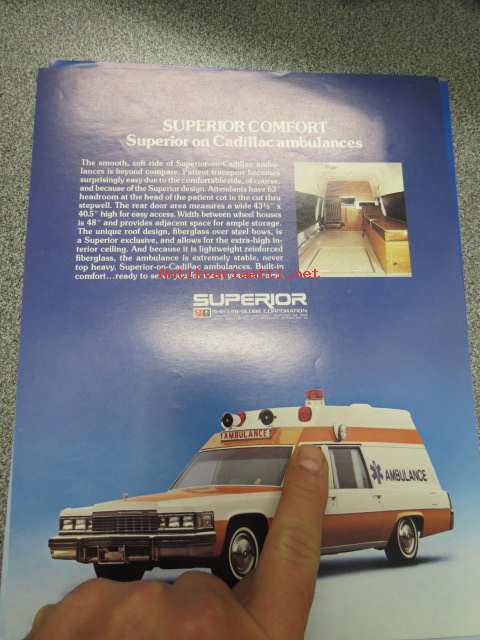 SUPERIOR COMFORT
Superior on Cadillac ambulances
The smooth, soft ride of Superior-on-Cadillac ambu-
lances is beyond compare. Patient transport becomes
surprisingly easy due to the comfortable ride, of course,
and because of the Superior design. Attendants have 63"
headroom at the head of the patient cot in the cut thru
stepwell. The rear door area measures a wide 43½" x
40.5" high for easy access. Width between wheel houses
is 48" and provides adjacent space for ample storage.
The unique roof design, fiberglass over steel bows, is
a Superior exclusive, and allows for the extra-high in-
terior ceiling. And because it is lightweight reinforced
fiberglass, the ambulance is extremely stable, never
top heavy. Superior-on-Cadillac ambulances. Built-in
comfort...ready to
SUPERIOR
SHELLER-GLOBE CORPORATION
AMBULANCE
AMBULANCE